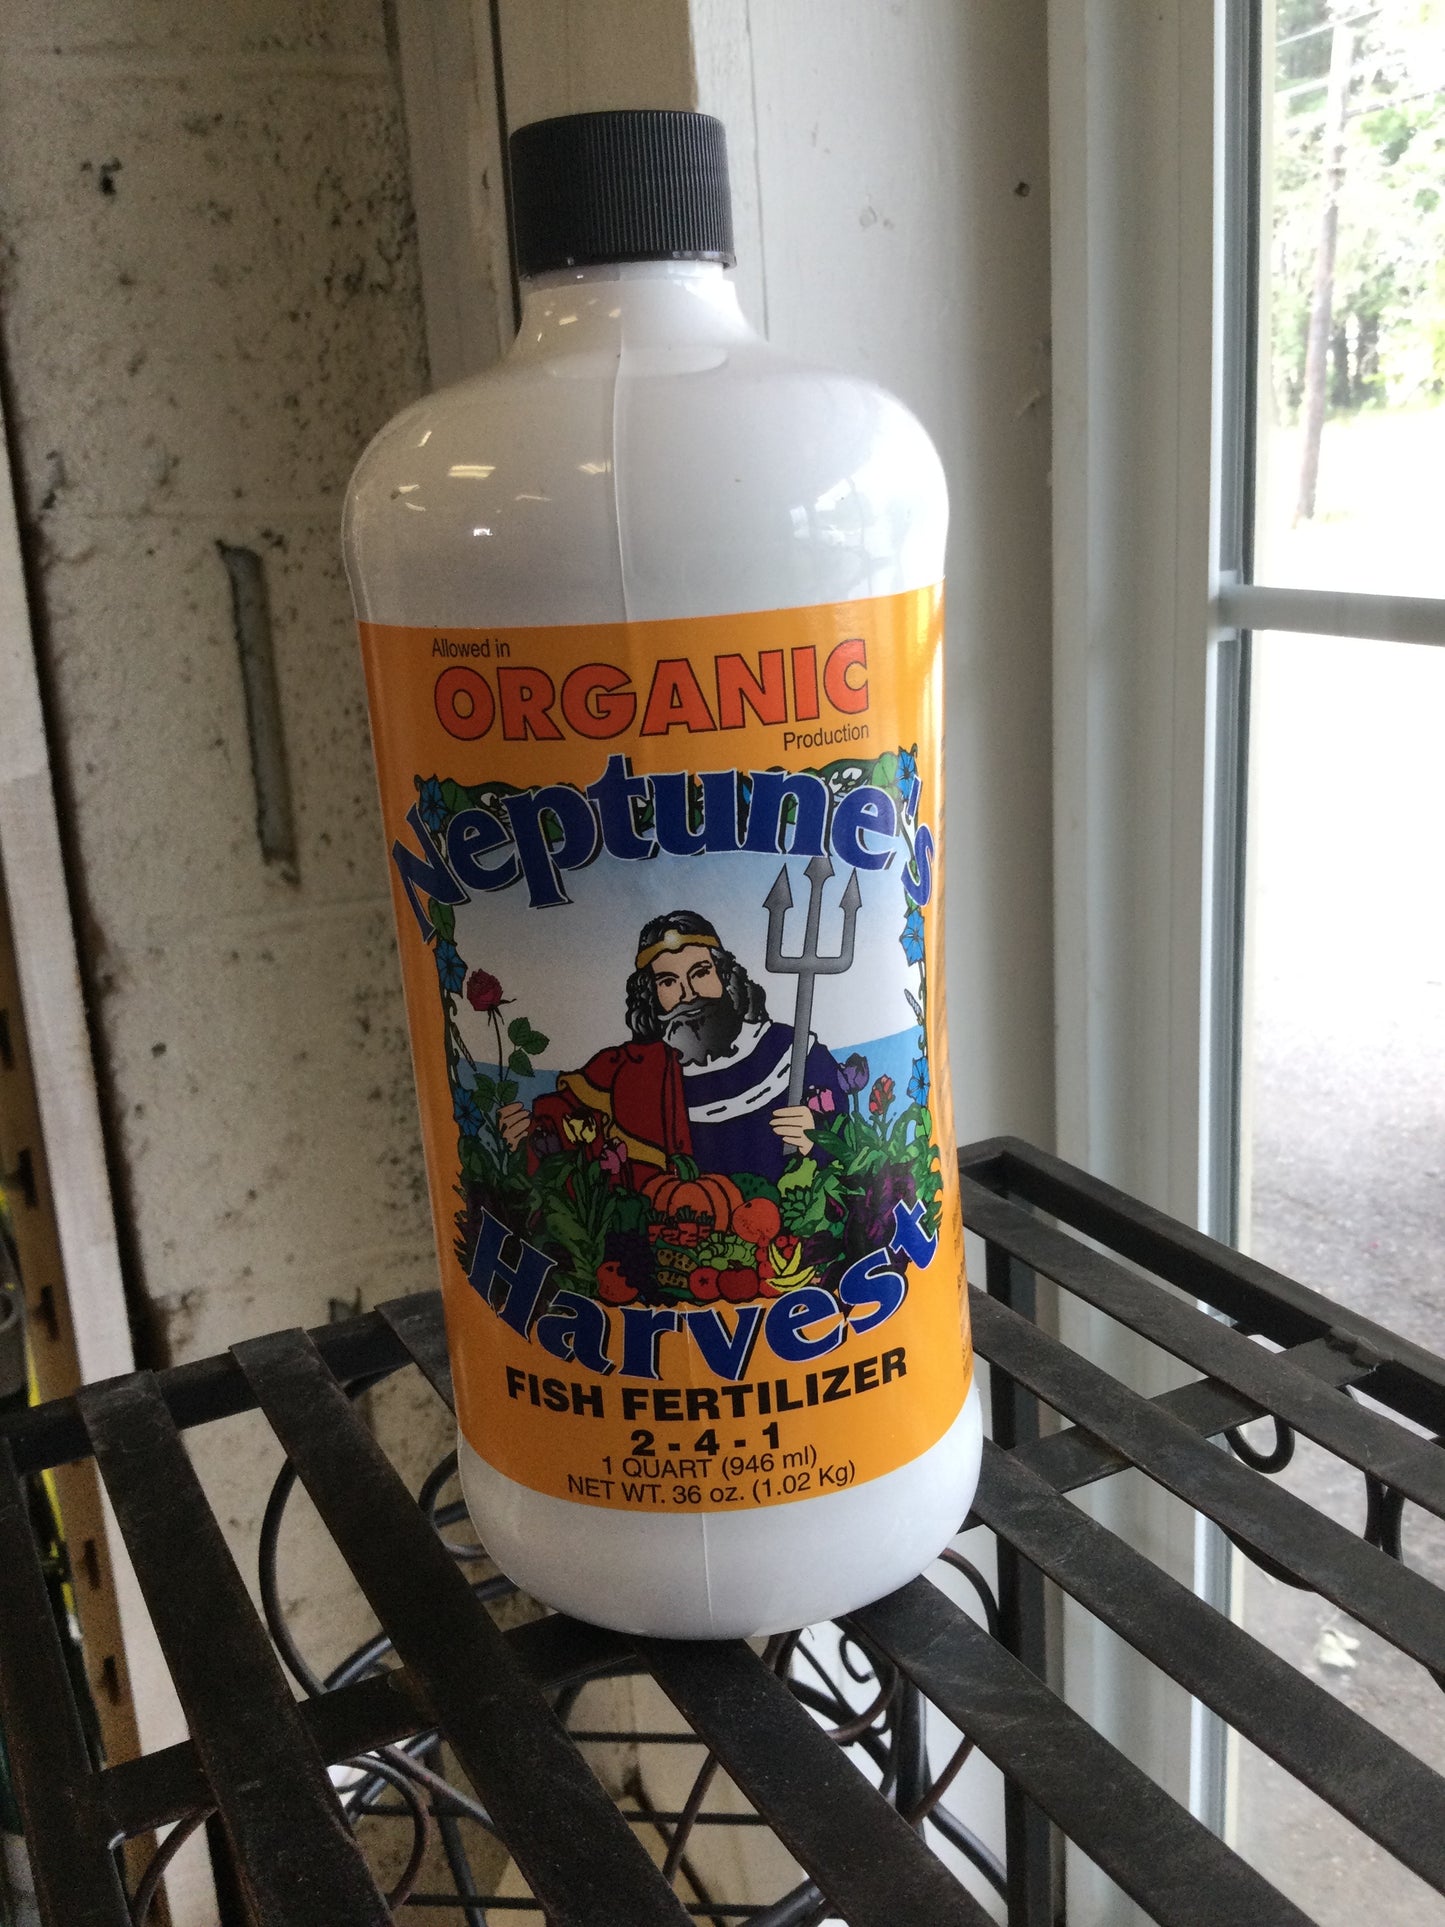 Allowed in
ORGANIC
Production
Neptune's
Harvest
FISH FERTILIZER
2 - 4 - 1
1 QUART (946 ml)
NET WT. 36 oz. (1.02 Kg)